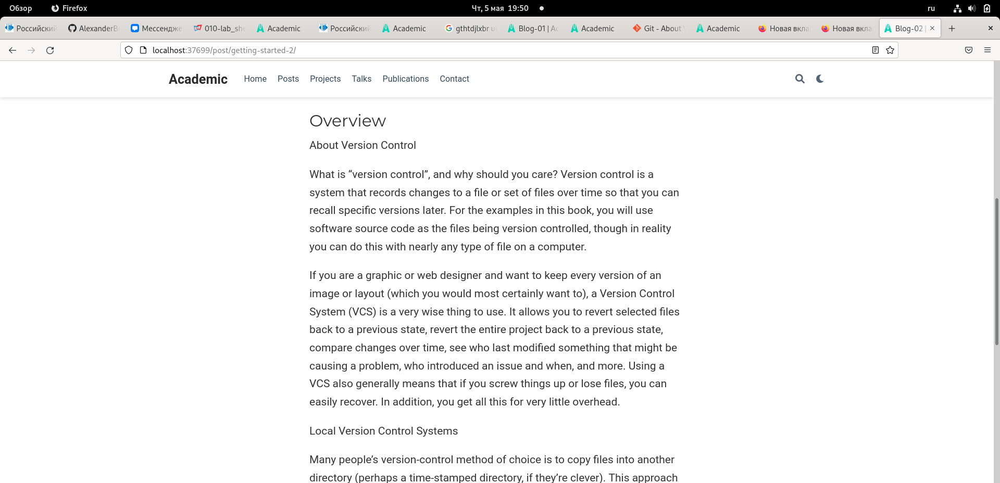 Обзор Firefox Чт, 5 мая 19:50 ru
Российский AlexanderB Мессендже 010-lab_she Academic Российский Academic gthtdjlxbr u Blog-01 | Ac Academic Git - About V Academic Новая вкла Новая вкла Blog-02 |
localhost:37699/post/getting-started-2/
Academic Home Posts Projects Talks Publications Contact
Overview
About Version Control
What is “version control”, and why should you care? Version control is a
system that records changes to a file or set of files over time so that you can
recall specific versions later. For the examples in this book, you will use
software source code as the files being version controlled, though in reality
you can do this with nearly any type of file on a computer.
If you are a graphic or web designer and want to keep every version of an
image or layout (which you would most certainly want to), a Version Control
System (VCS) is a very wise thing to use. It allows you to revert selected files
back to a previous state, revert the entire project back to a previous state,
compare changes over time, see who last modified something that might be
causing a problem, who introduced an issue and when, and more. Using a
VCS also generally means that if you screw things up or lose files, you can
easily recover. In addition, you get all this for very little overhead.
Local Version Control Systems
Many people’s version-control method of choice is to copy files into another
directory (perhaps a time-stamped directory, if they’re clever). This approach